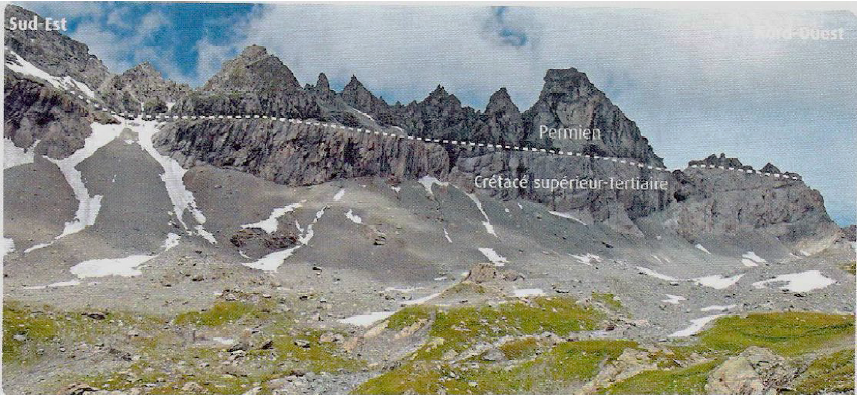 Sud-Est
Nord-Ouest
Permien
Crétacé supérieur-Tertiaire